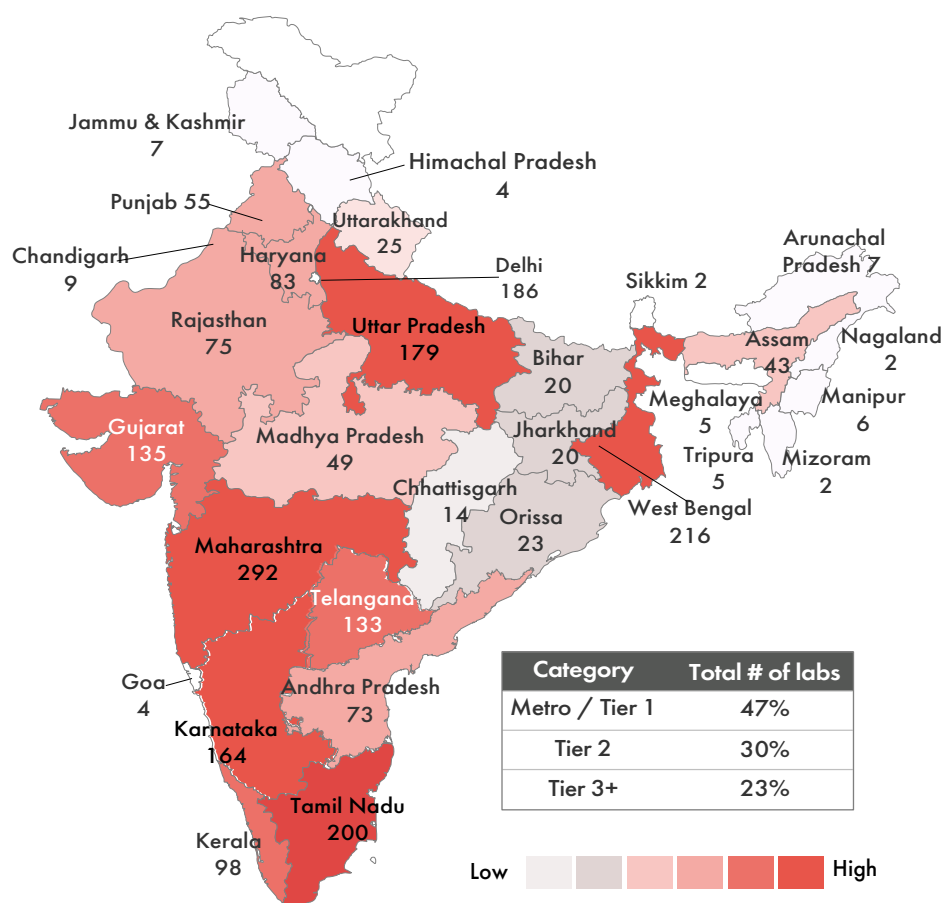 Jammu & Kashmir
7
Himachal Pradesh
4
Punjab 55
Uttarakhand
25
Chandigarh
9
Haryana
83
Delhi
186
Arunachal
Pradesh 7
Sikkim 2
Rajasthan
75
Uttar Pradesh
179
Bihar
20
Assam
43
Nagaland
2
Meghalaya
5
Manipur
6
Gujarat
135
Madhya Pradesh
49
Jharkhand
20
Tripura
5
Mizoram
2
Chhattisgarh
14
Orissa
23
West Bengal
216
Maharashtra
292
Telangand
133
Goa
4
Andhra Pradesh
73
Karnataka
164
Tamil Nadu
200
Kerala
98
Category Total # of labs
Metro / Tier 1 47%
Tier 2 30%
Tier 3+ 23%
Low High